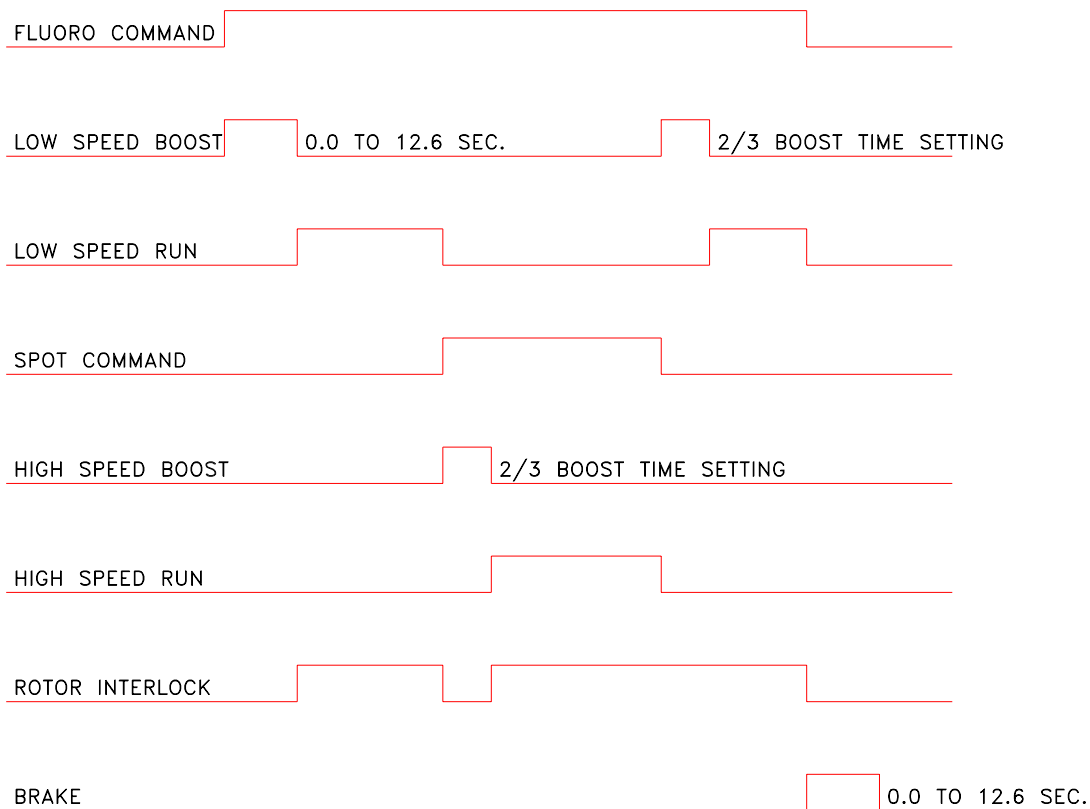 FLUORO COMMAND
LOW SPEED BOOST 0.0 TO 12.6 SEC. 2/3 BOOST TIME SETTING
LOW SPEED RUN
SPOT COMMAND
HIGH SPEED BOOST 2/3 BOOST TIME SETTING
HIGH SPEED RUN
ROTOR INTERLOCK
BRAKE 0.0 TO 12.6 SEC.